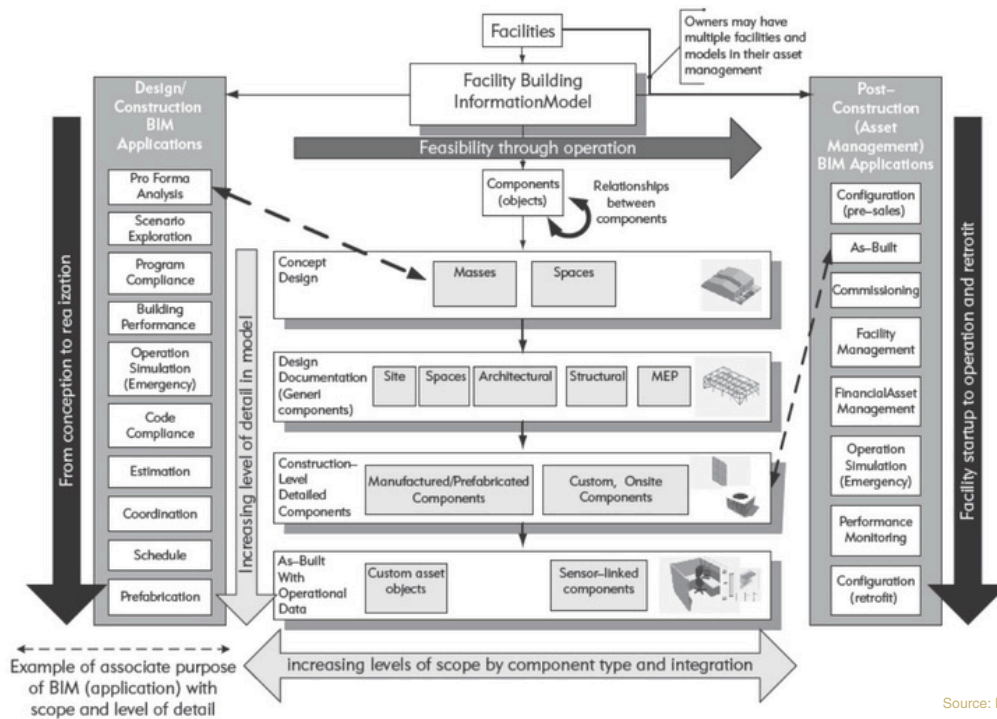 Facilities
Owners may have
multiple facilities and
models in their asset
management
Facility Building
InformationModel
Feasibility through operation
Components
(objects)
Relationships
between
components
Design/
Construction
BIM
Applications
Pro Forma
Analysis
Scenario
Exploration
Program
Compliance
Building
Performance
Operation
Simulation
(Emergency)
Code
Compliance
Estimation
Coordination
Schedule
Prefabrication
From conception to rea ization
Increasing level of detail in model
Concept
Design
Masses
Spaces
Design
Documentation
(Generl
components)
Site
Spaces
Architectural
Structural
MEP
Construction–
Level
Detailed
Components
Manufactured/Prefabricated
Components
Custom, Onsite
Components
As–Built
With
Operational
Data
Custom asset
objects
Sensor–linked
components
Post–
Construction
(Asset
Management)
BIM Applications
Configuration
(pre–sales)
As–Built
Commissioning
Facility
Management
FinancialAsset
Management
Operation
Simulation
(Emergency)
Performance
Monitoring
Configuration
(retrofit)
Facility startup to operation and retrotit
Example of associate purpose
of BIM (application) with
scope and level of detail
increasing levels of scope by component type and integration
Source: